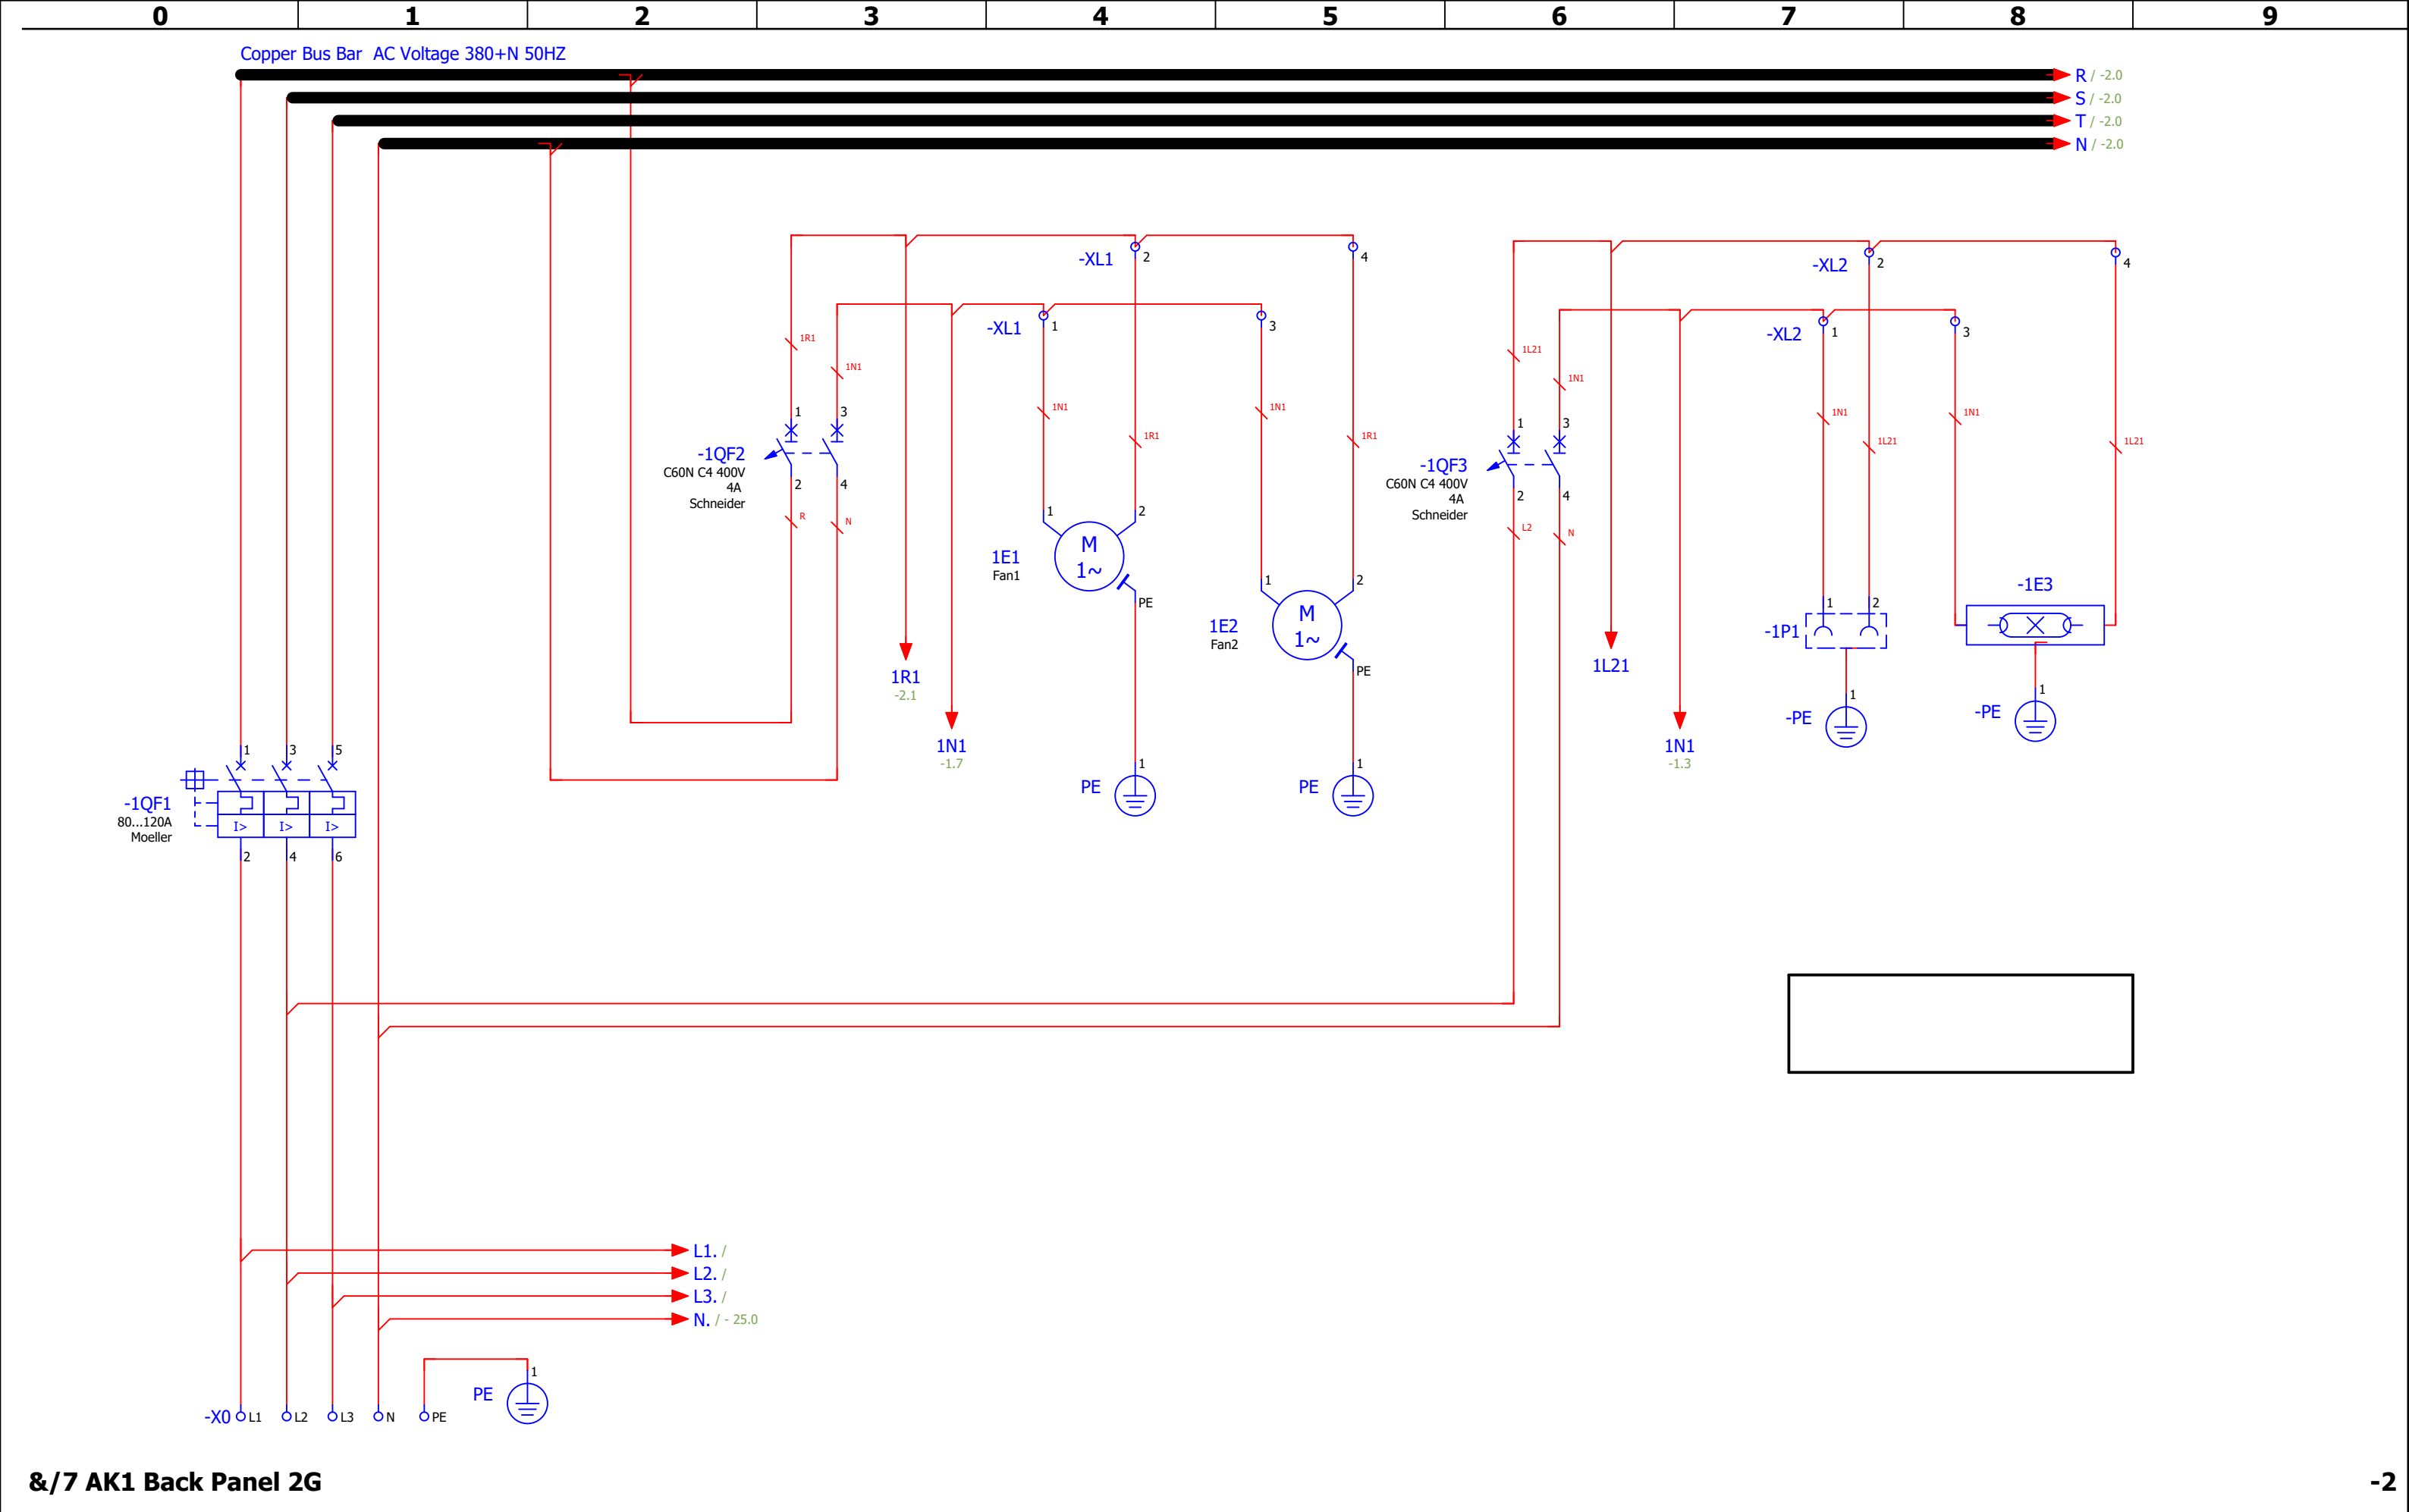 0 1 2 3 4 5 6 7 8 9
Copper Bus Bar AC Voltage 380+N 50HZ
R / -2.0
S / -2.0
T / -2.0
N / -2.0
-XL1 2 4
-XL2 2 4
-XL1 1 3
-XL2 1 3
1R1
1N1
1N1
1R1
1N1
1R1
1L21
1N1
1N1
1L21
1N1
1L21
1 3
-1QF2
C60N C4 400V
4A
Schneider
2 4
R N
1 3
-1QF3
C60N C4 400V
4A
Schneider
2 4
L2 N
1 2
M
1~
1E1
Fan1
PE
1 2
M
1~
1E2
Fan2
PE
1R1
-2.1
1N1
-1.7
1
PE
1
PE
1L21
1N1
-1.3
1 2
-1P1
1
-PE
-1E3
1
-PE
1 3 5
-1QF1
80...120A
Moeller
I> I> I>
2 4 6
L1. /
L2. /
L3. /
N. / - 25.0
1
PE
-X0 L1 L2 L3 N PE
&/7 AK1 Back Panel 2G
-2